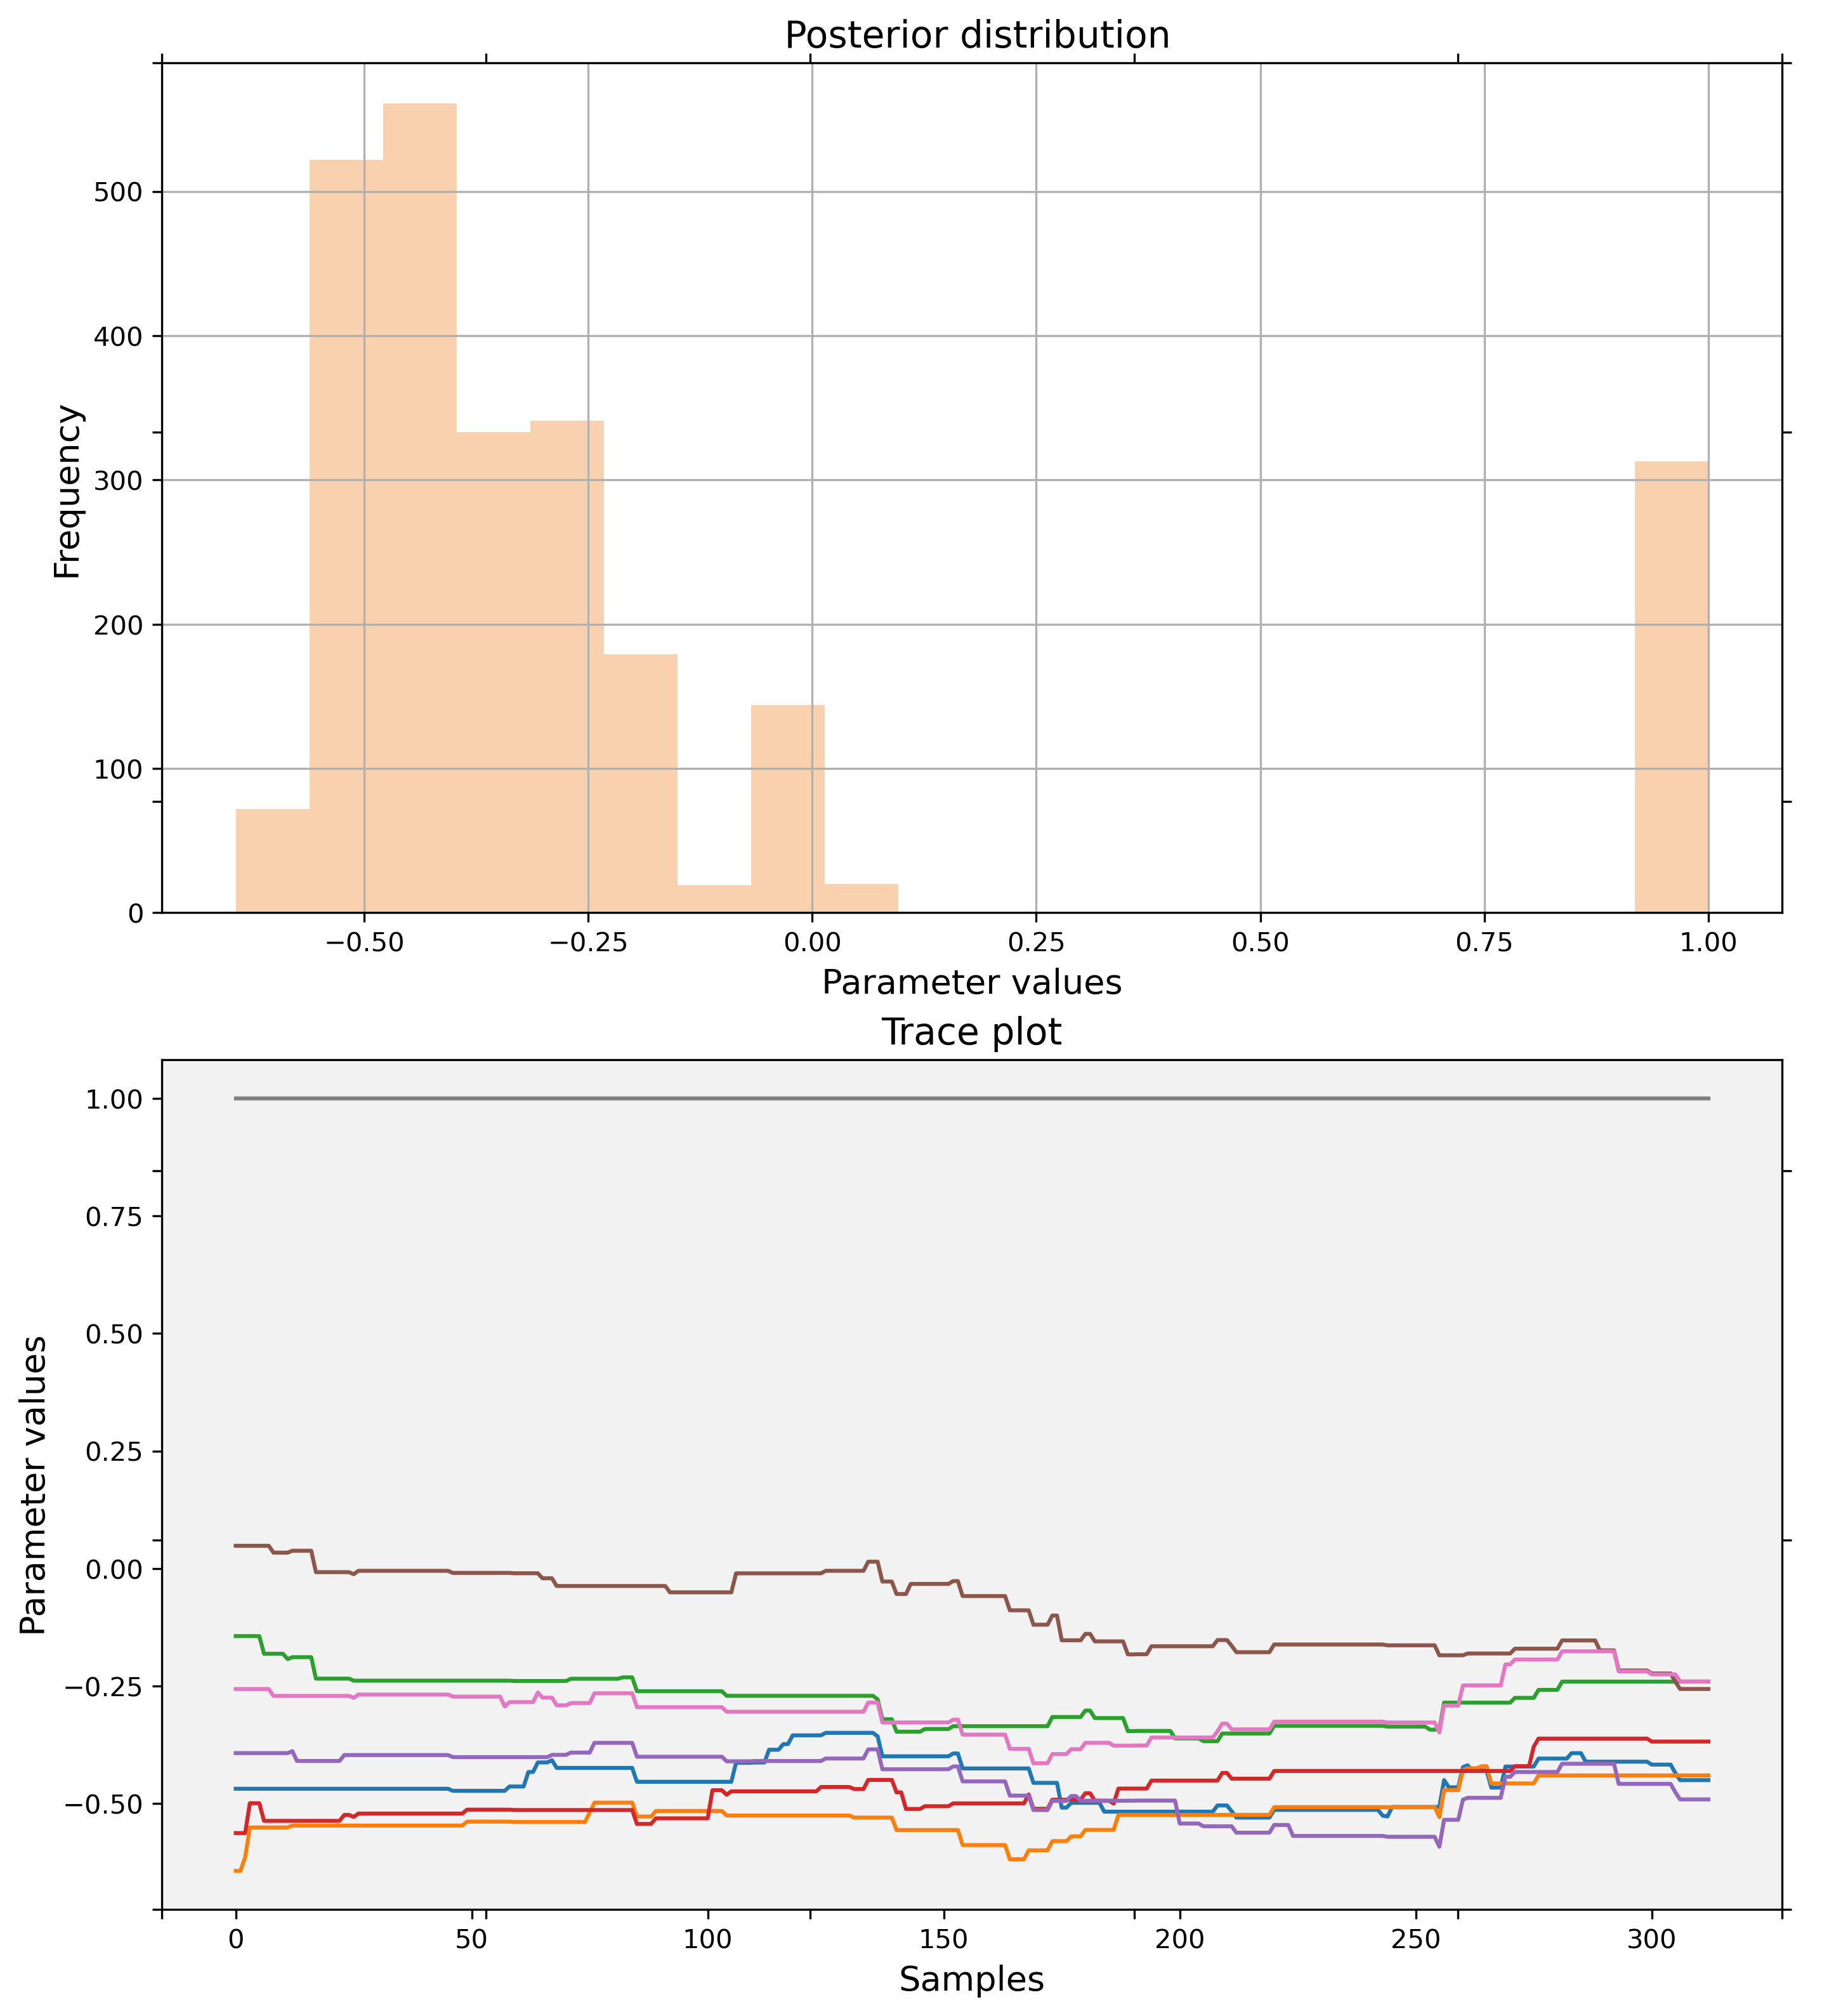 Posterior distribution
500
400
300
200
100
0
Frequency
−0.50 −0.25 0.00 0.25 0.50 0.75 1.00
Parameter values
Trace plot
1.00
0.75
0.50
0.25
0.00
−0.25
−0.50
Parameter values
0 50 100 150 200 250 300
Samples